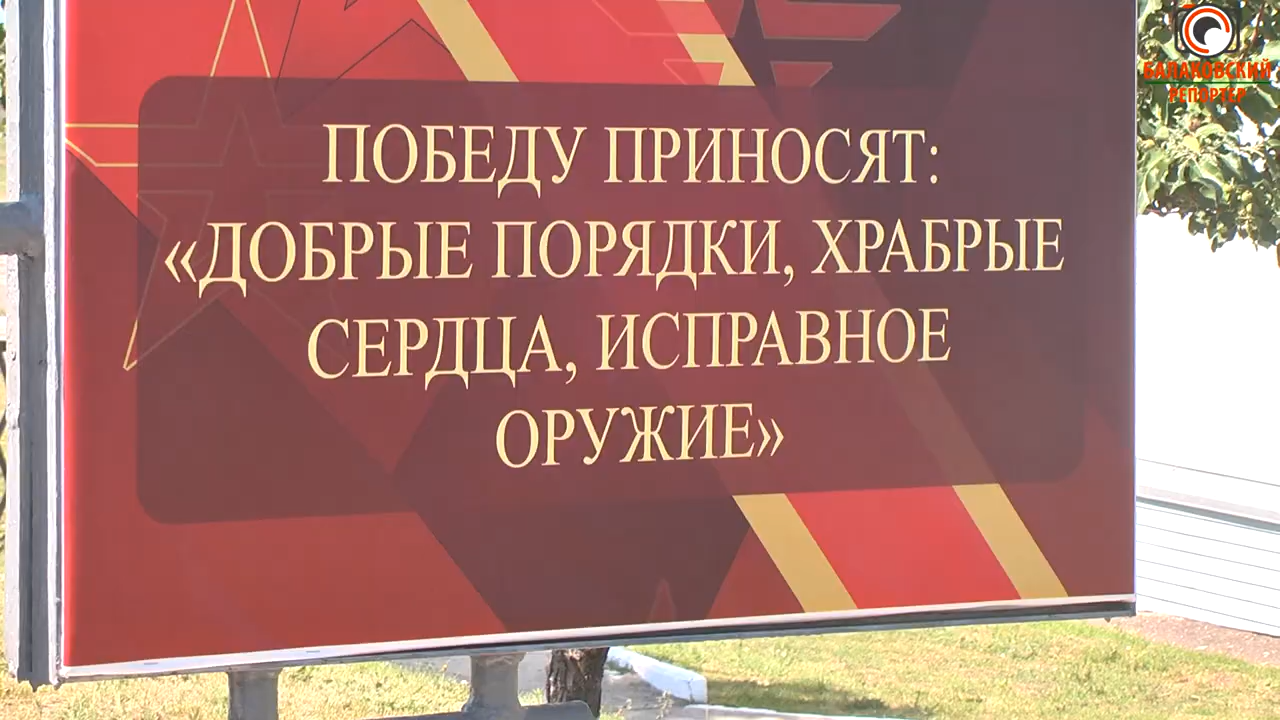 БАЛАКОВСКИЙ
РЕПОРТЕР
ПОБЕДУ ПРИНОСЯТ:
«ДОБРЫЕ ПОРЯДКИ, ХРАБРЫЕ
СЕРДЦА, ИСПРАВНОЕ
ОРУЖИЕ»